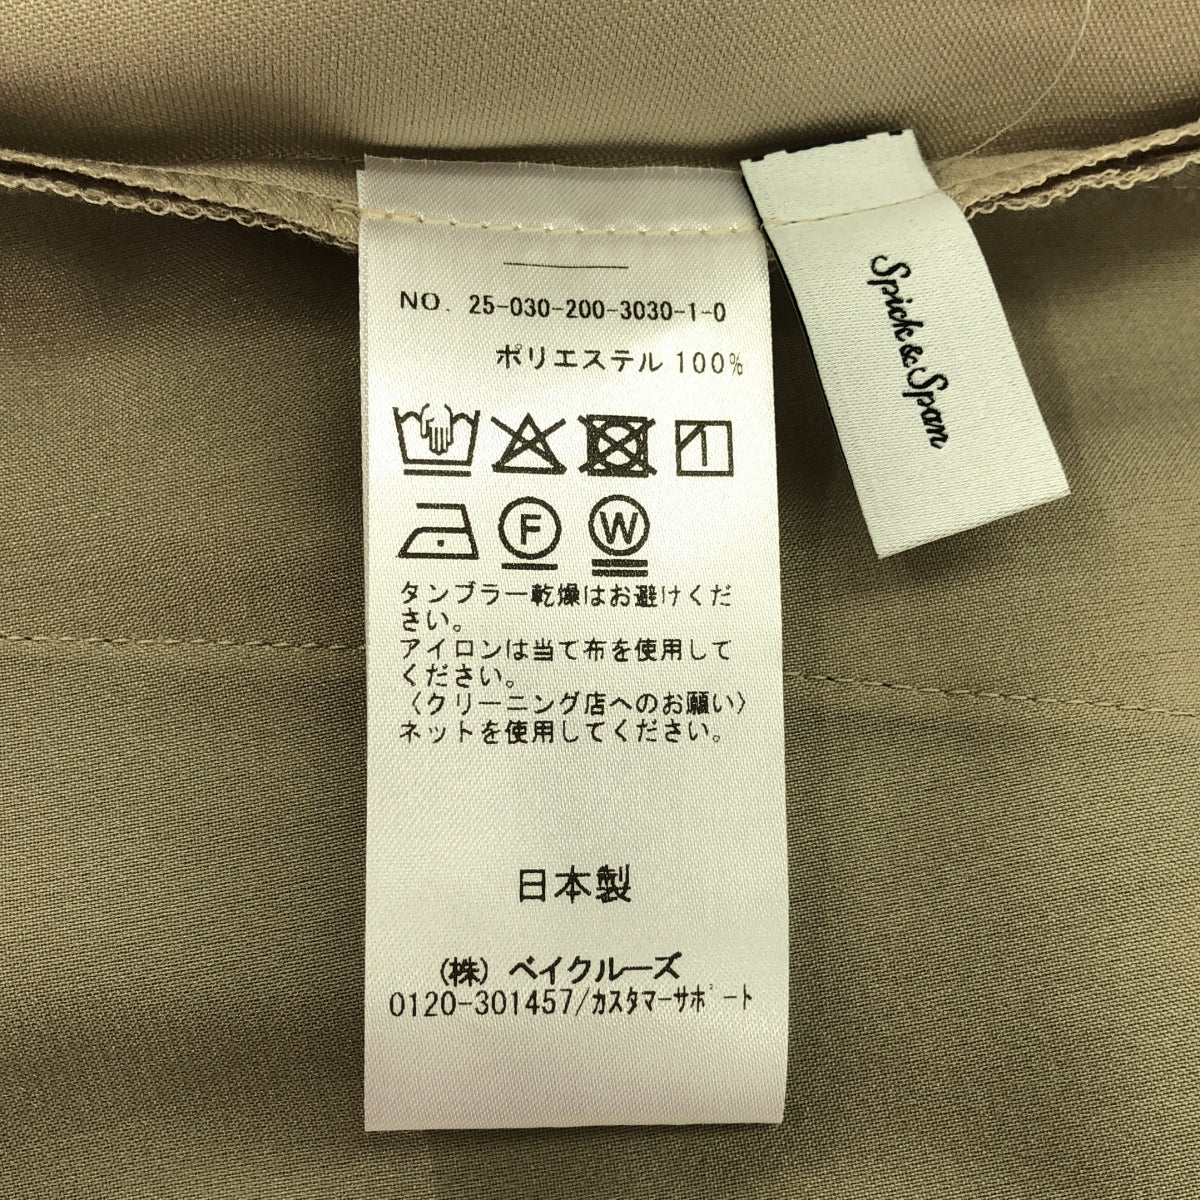 NO. 25-030-200-3030-1-0
ポリエステル 100%
F W
タンブラー乾燥はお避けくだ
さい。
アイロンは当て布を使用して
ください。
〈クリーニング店へのお願い〉
ネットを使用してください。
日本製
(株) ベイクルーズ
0120-301457/カスタマーサポート
Spick & Span